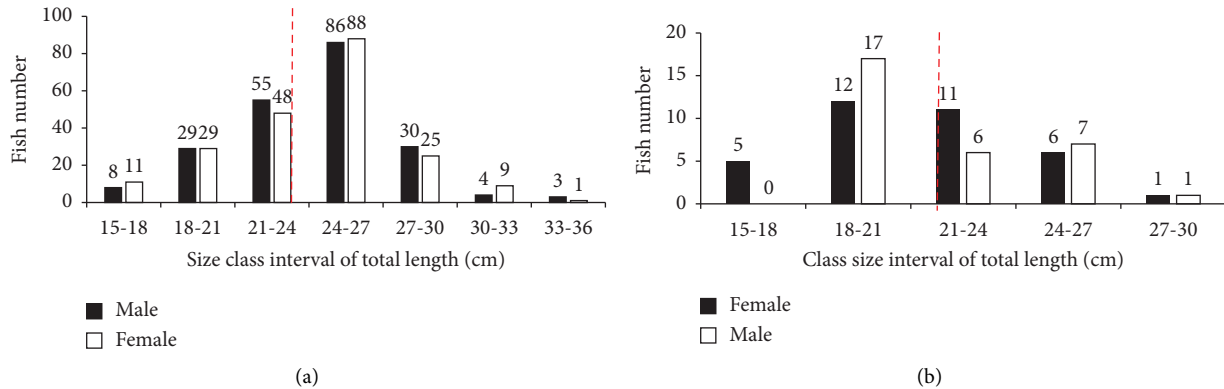 100
80
60
40
20
0
Fish number
8
11
29
29
55
48
86
88
30
25
4
9
3
1
15-18 18-21 21-24 24-27 27-30 30-33 33-36
Size class interval of total length (cm)
Male
Female
(a)
20
15
10
5
0
Fish number
5
0
12
17
11
6
6
7
1
1
15-18 18-21 21-24 24-27 27-30
Class size interval of total length (cm)
Female
Male
(b)